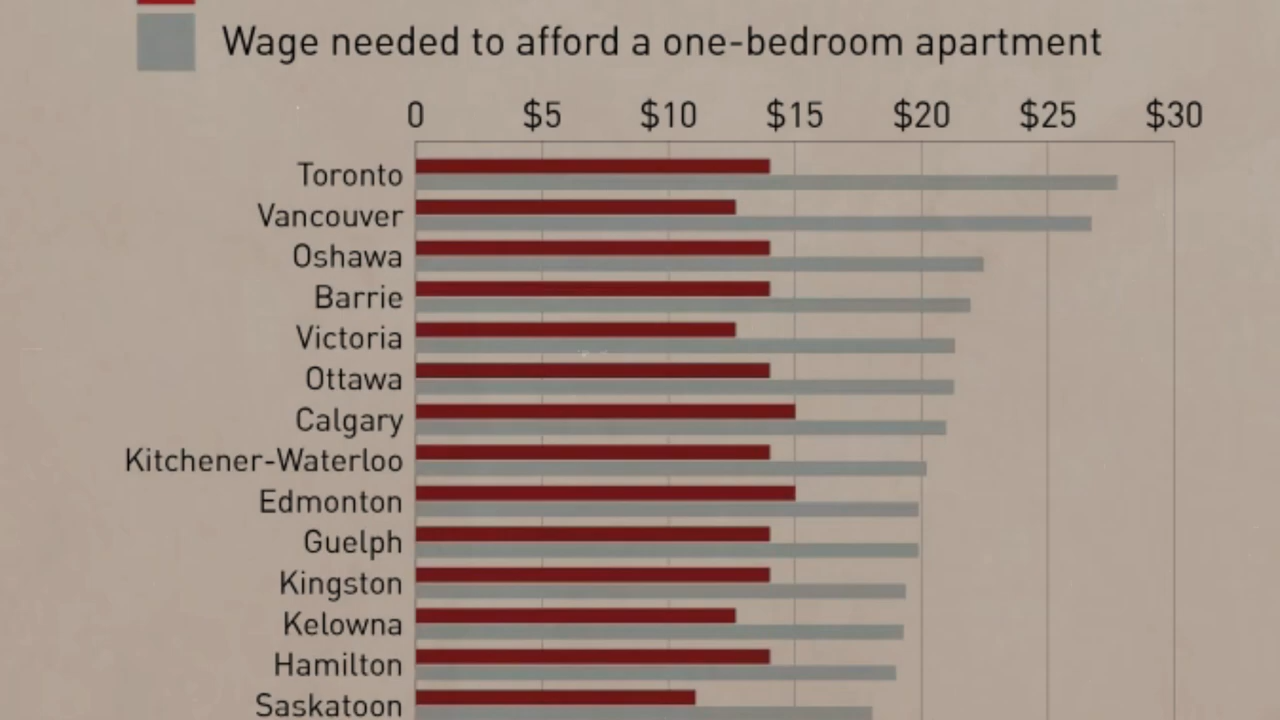 Wage needed to afford a one-bedroom apartment
0 $5 $10 $15 $20 $25 $30
Toronto
Vancouver
Oshawa
Barrie
Victoria
Ottawa
Calgary
Kitchener-Waterloo
Edmonton
Guelph
Kingston
Kelowna
Hamilton
Saskatoon